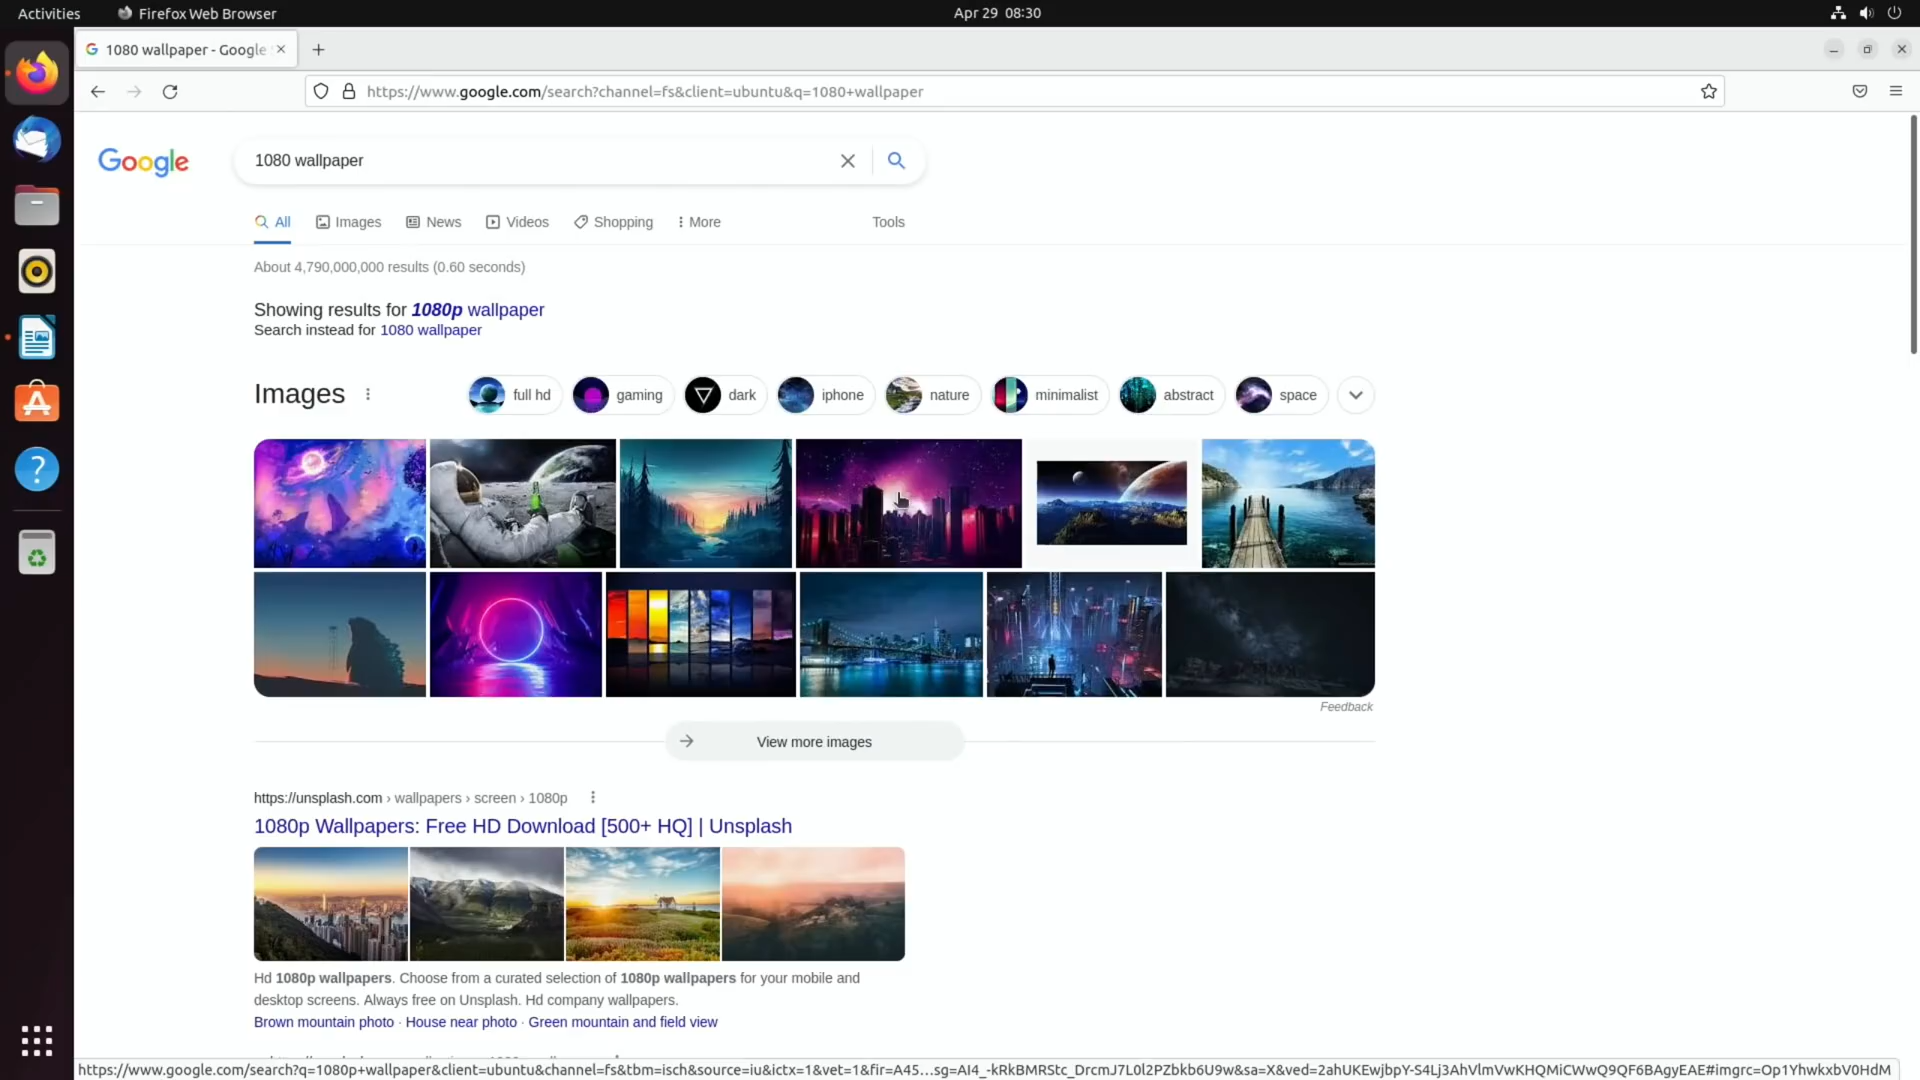 Activities
Firefox Web Browser
Apr 29 08:30
1080 wallpaper - Google
https://www.google.com/search?channel=fs&client=ubuntu&q=1080+wallpaper
Google
1080 wallpaper
All
Images
News
Videos
Shopping
More
Tools
About 4,790,000,000 results (0.60 seconds)
Showing results for 1080p wallpaper
Search instead for 1080 wallpaper
Images
full hd
gaming
dark
iphone
nature
minimalist
abstract
space
Feedback
View more images
https://unsplash.com › wallpapers › screen › 1080p
1080p Wallpapers: Free HD Download [500+ HQ] | Unsplash
Hd 1080p wallpapers. Choose from a curated selection of 1080p wallpapers for your mobile and
desktop screens. Always free on Unsplash. Hd company wallpapers.
Brown mountain photo · House near photo · Green mountain and field view
https://www.google.com/search?q=1080p+wallpaper&client=ubuntu&channel=fs&tbm=isch&source=iu&ictx=1&vet=1&fir=A45…sg=AI4_-kRkBMRStc_DrcmJ7L0l2PZbkb6U9w&sa=X&ved=2ahUKEwjbpY-S4Lj3AhVlmVwKHQMiCWwQ9QF6BAgyEAE#imgrc=Op1YhwkxbV0HdM